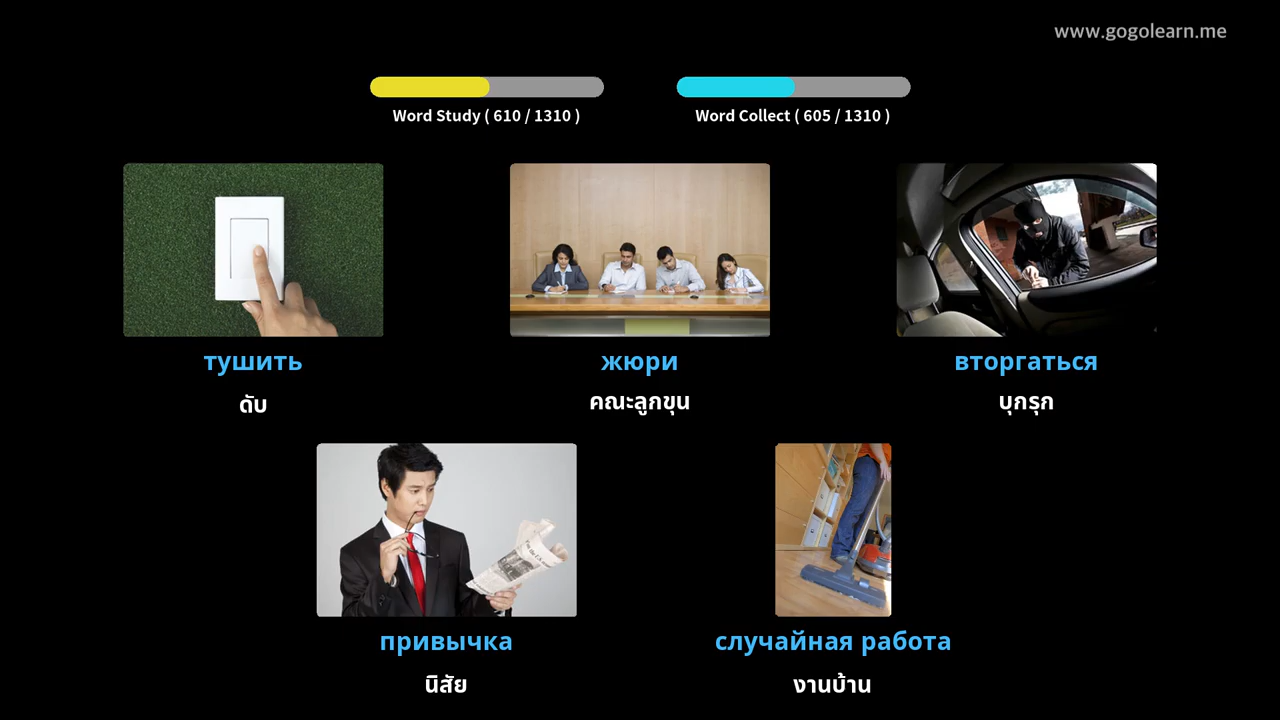 www.gogolearn.me
Word Study ( 610 / 1310 )
Word Collect ( 605 / 1310 )
тушить
жюри
вторгаться
ดับ
คณะลูกขุน
บุกรุก
привычка
случайная работа
นิสัย
งานบ้าน